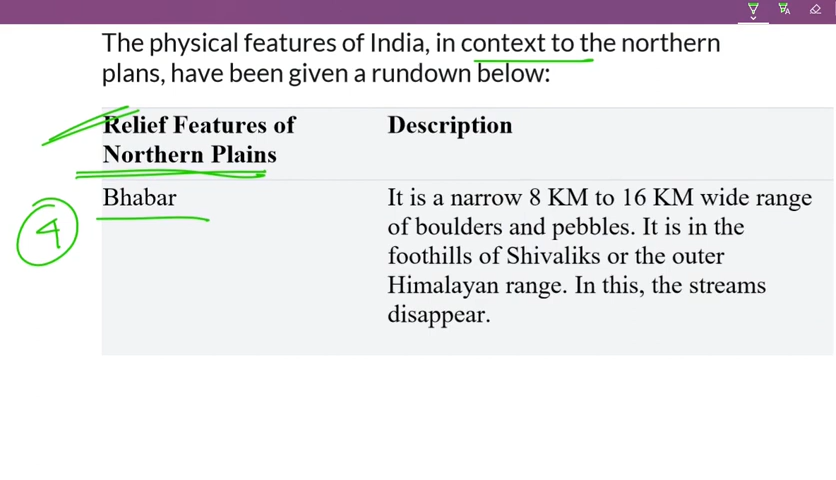 The physical features of India, in context to the northern
plans, have been given a rundown below:
Relief Features of Description
Northern Plains
Bhabar It is a narrow 8 KM to 16 KM wide range
of boulders and pebbles. It is in the
foothills of Shivaliks or the outer
Himalayan range. In this, the streams
disappear.
4